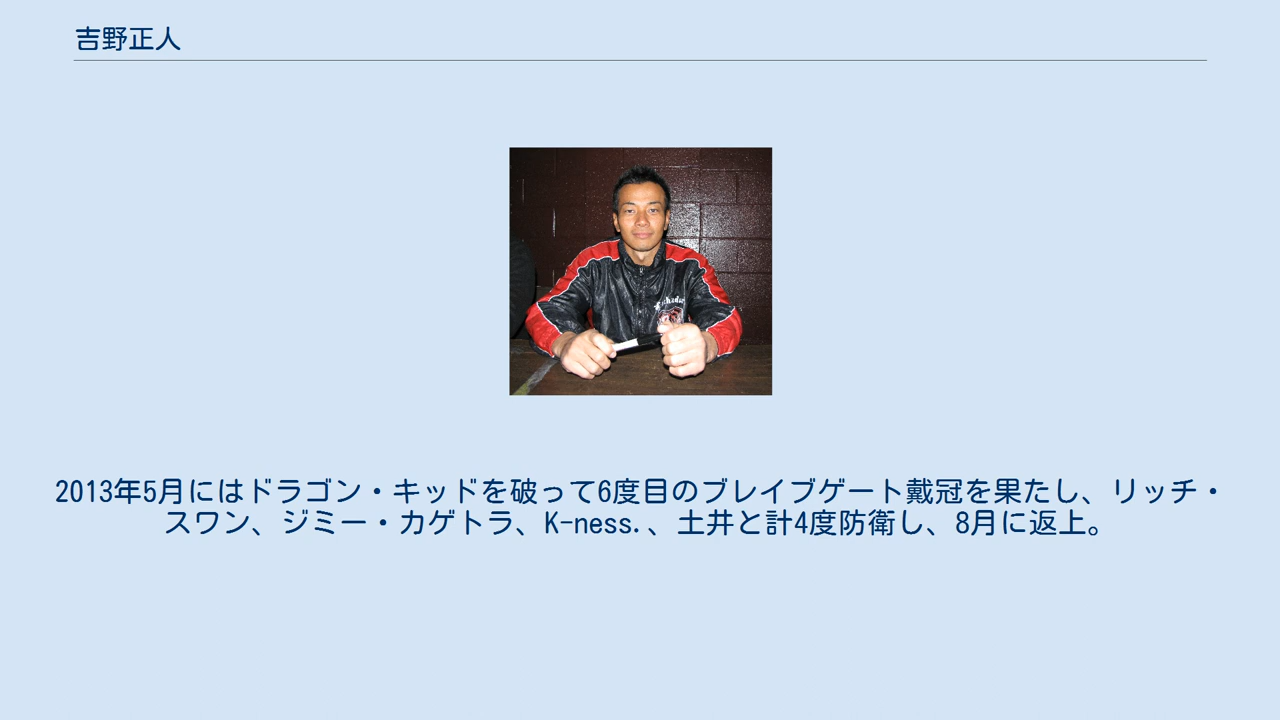 吉野正人
2013年5月にはドラゴン・キッドを破って6度目のブレイブゲート戴冠を果たし、リッチ・
スワン、ジミー・カゲトラ、K-ness.、土井と計4度防衛し、8月に返上。